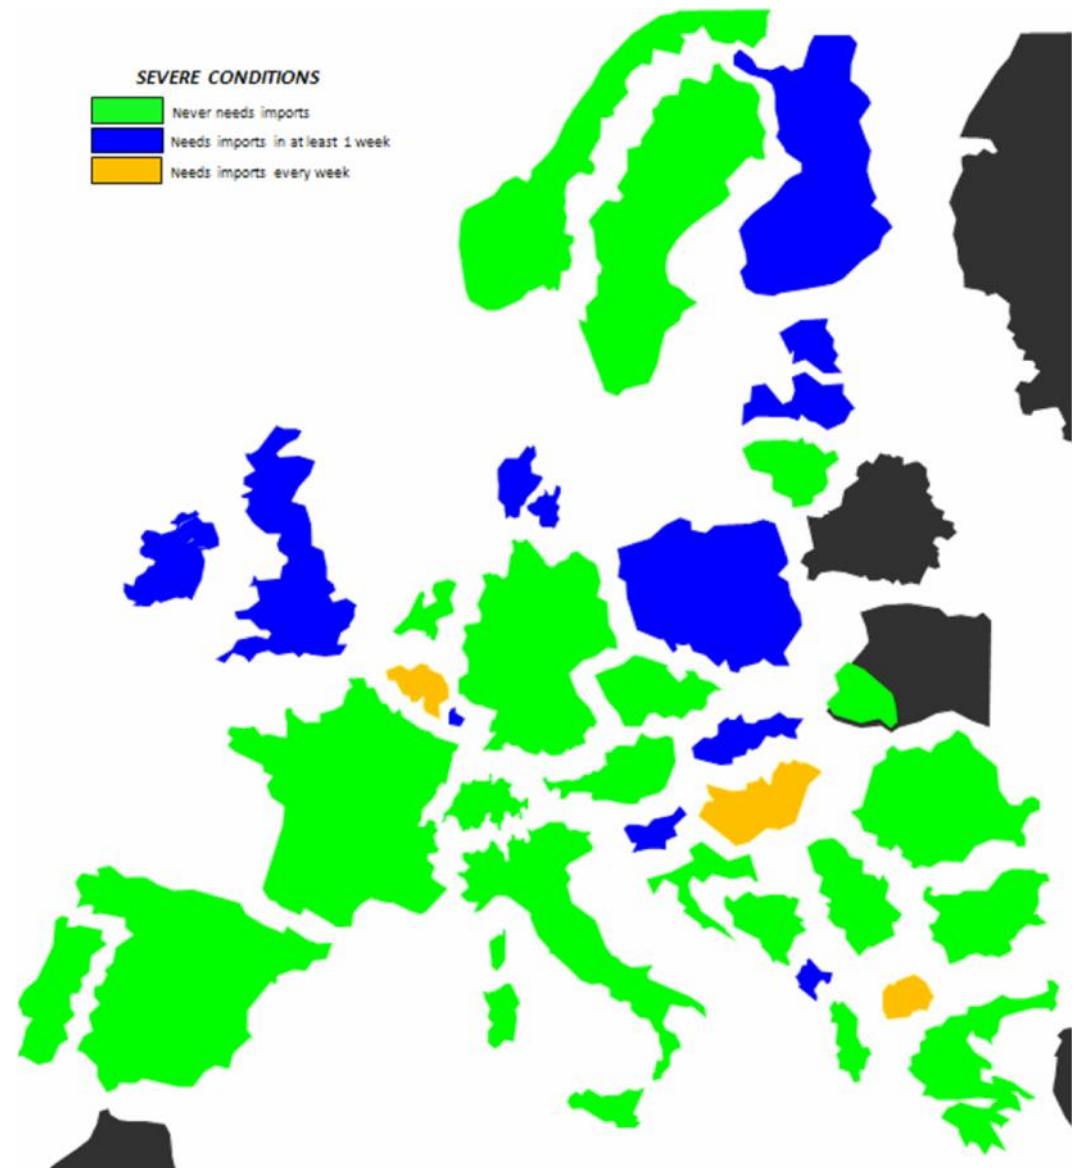 SEVERE CONDITIONS
Never needs imports
Needs imports in at least 1 week
Needs imports every week